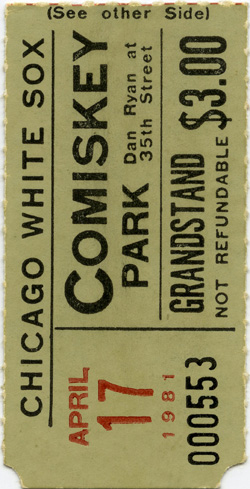 (See other Side)
CHICAGO WHITE SOX
COMISKEY
PARK
Dan Ryan at
35th Street
GRANDSTAND $3.00
NOT REFUNDABLE
APRIL
17
1981
000553